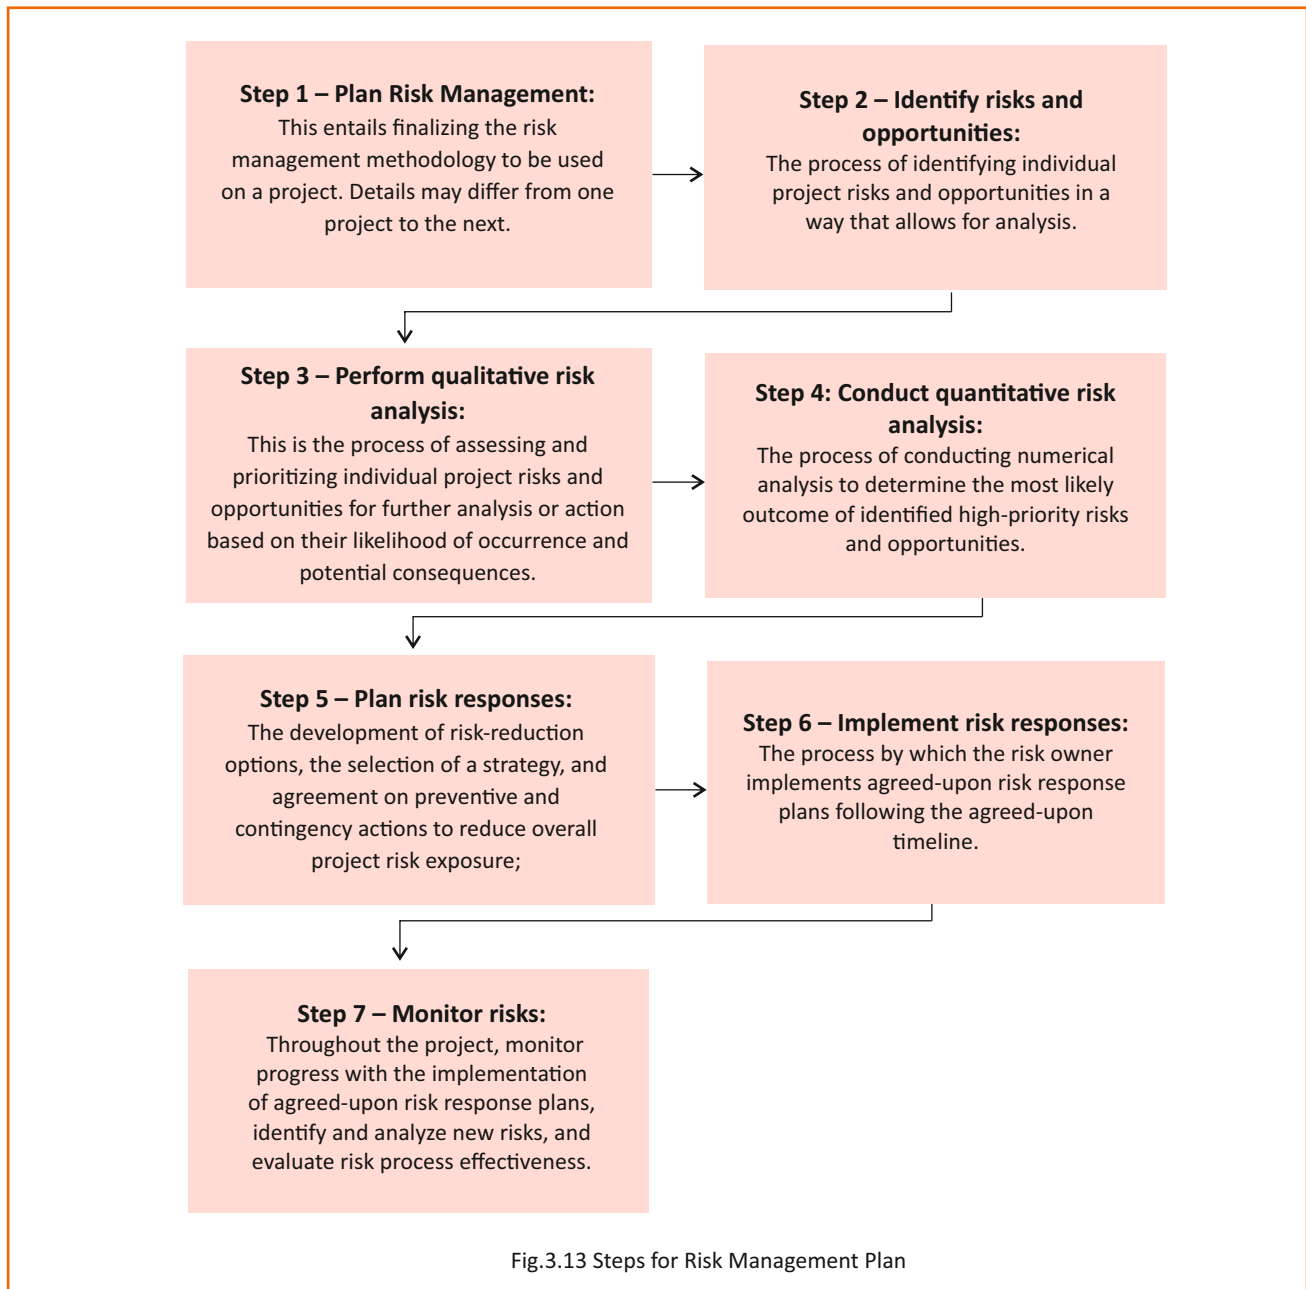 Step 1 – Plan Risk Management:
This entails finalizing the risk
management methodology to be used
on a project. Details may differ from one
project to the next.
Step 2 – Identify risks and
opportunities:
The process of identifying individual
project risks and opportunities in a
way that allows for analysis.
Step 3 – Perform qualitative risk
analysis:
This is the process of assessing and
prioritizing individual project risks and
opportunities for further analysis or action
based on their likelihood of occurrence and
potential consequences.
Step 4: Conduct quantitative risk
analysis:
The process of conducting numerical
analysis to determine the most likely
outcome of identified high-priority risks
and opportunities.
Step 5 – Plan risk responses:
The development of risk-reduction
options, the selection of a strategy, and
agreement on preventive and
contingency actions to reduce overall
project risk exposure;
Step 6 – Implement risk responses:
The process by which the risk owner
implements agreed-upon risk response
plans following the agreed-upon
timeline.
Step 7 – Monitor risks:
Throughout the project, monitor
progress with the implementation
of agreed-upon risk response plans,
identify and analyze new risks, and
evaluate risk process effectiveness.
Fig.3.13 Steps for Risk Management Plan